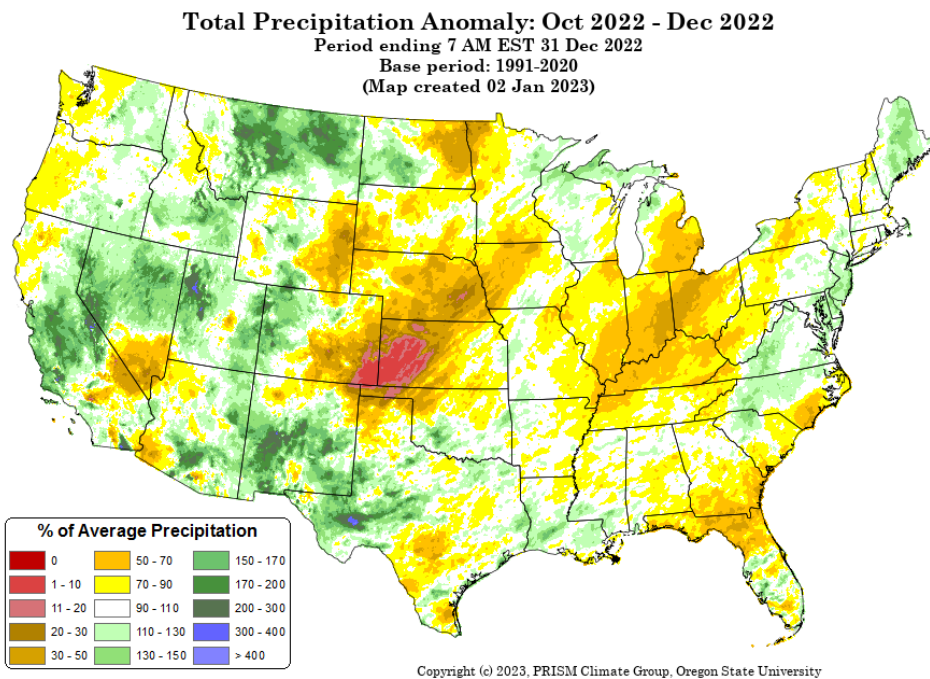 Total Precipitation Anomaly: Oct 2022 - Dec 2022
Period ending 7 AM EST 31 Dec 2022
Base period: 1991-2020
(Map created 02 Jan 2023)
% of Average Precipitation
0
1 - 10
11 - 20
20 - 30
30 - 50
50 - 70
70 - 90
90 - 110
110 - 130
130 - 150
150 - 170
170 - 200
200 - 300
300 - 400
> 400
Copyright (c) 2023, PRISM Climate Group, Oregon State University